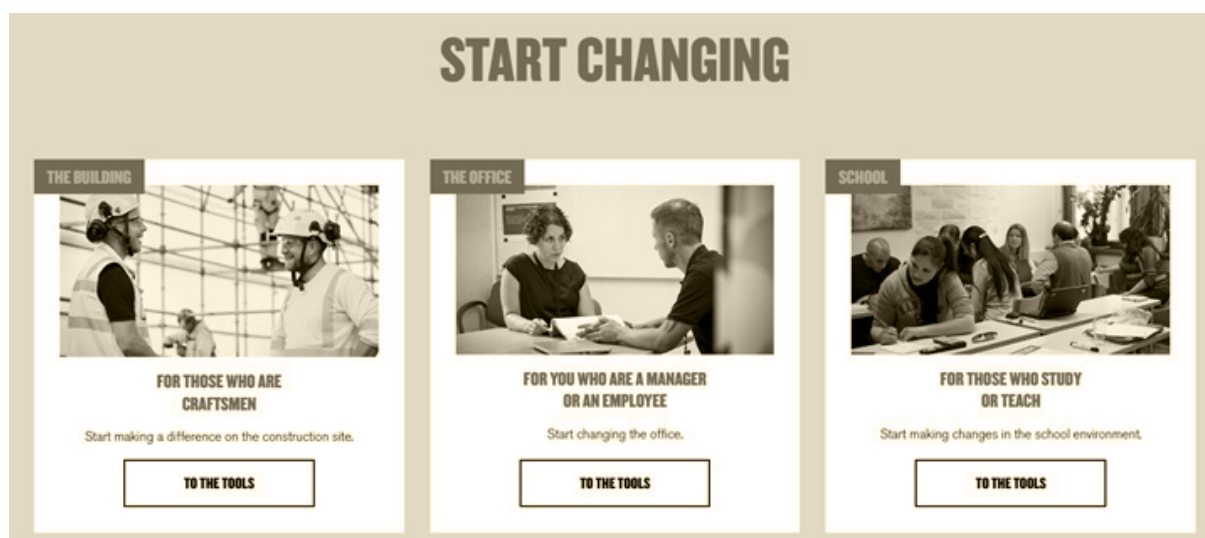 START CHANGING
THE BUILDING
FOR THOSE WHO ARE
CRAFTSMEN
Start making a difference on the construction site.
TO THE TOOLS
THE OFFICE
FOR YOU WHO ARE A MANAGER
OR AN EMPLOYEE
Start changing the office.
TO THE TOOLS
SCHOOL
FOR THOSE WHO STUDY
OR TEACH
Start making changes in the school environment.
TO THE TOOLS